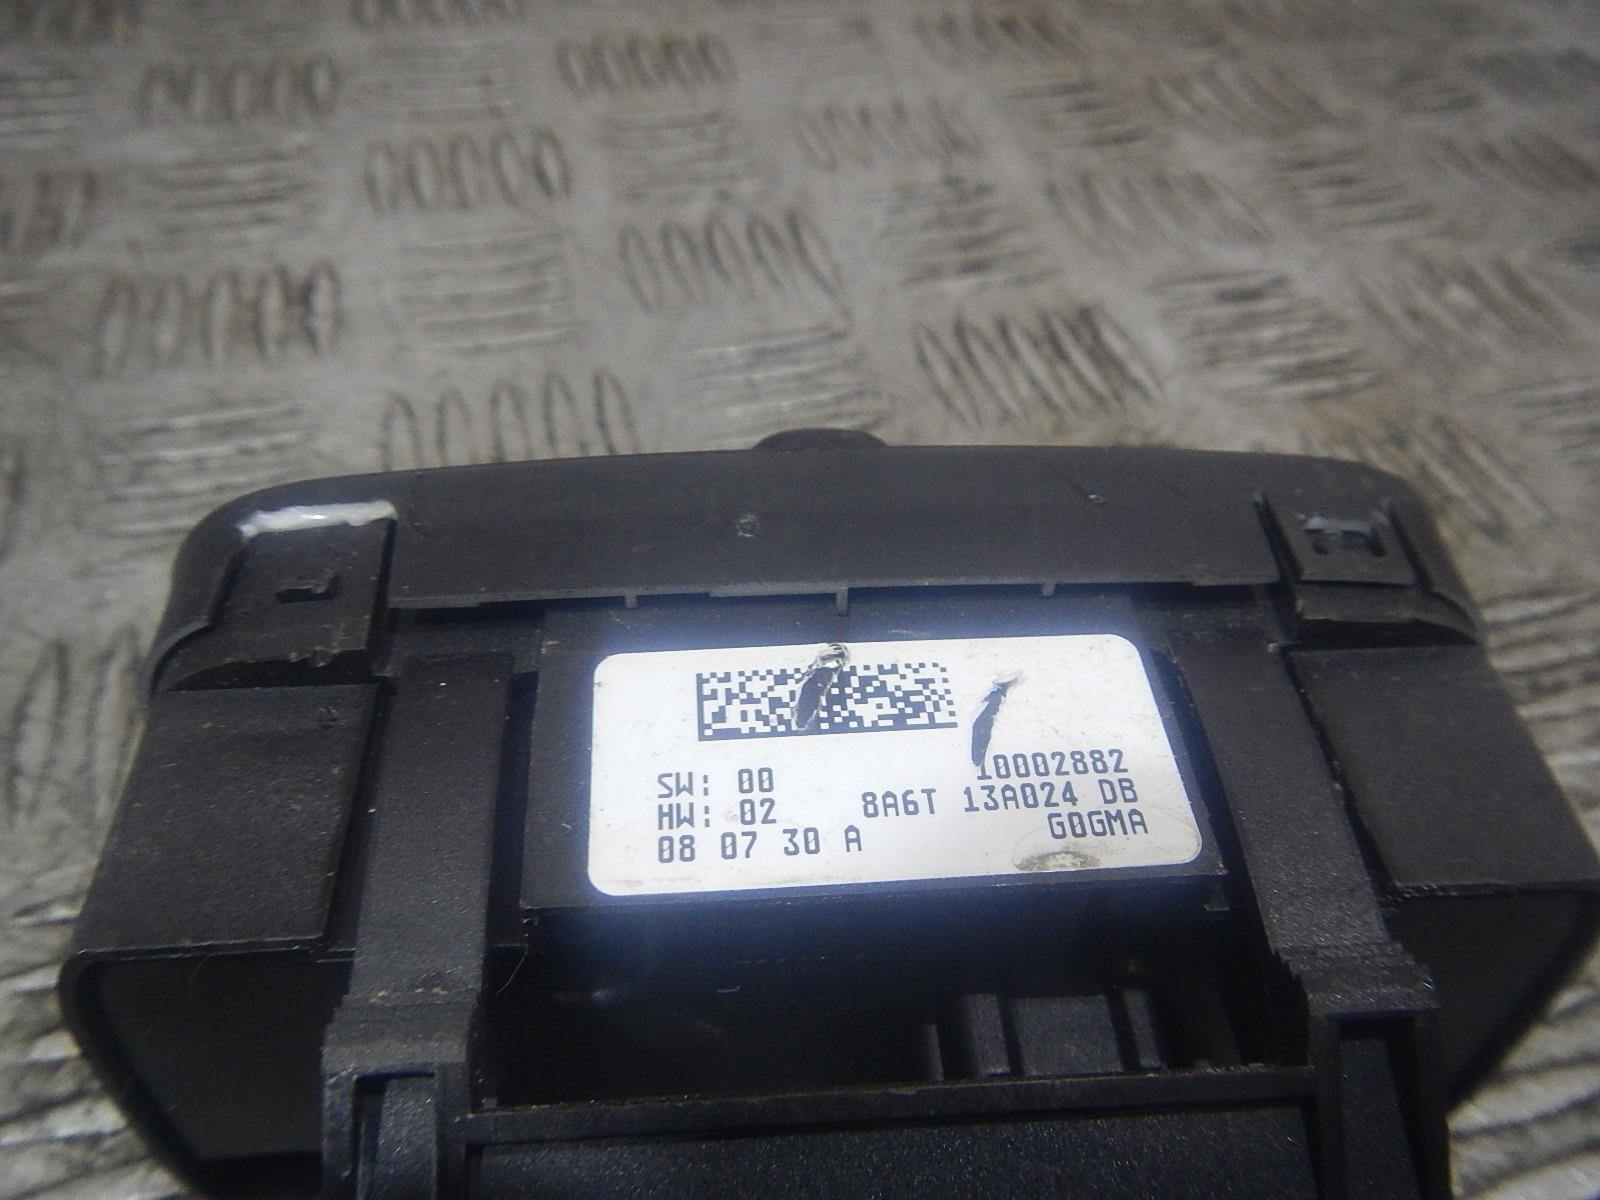 10002882
SW: 00
8A6T 13A024 DB
HW: 02
G0GMA
08 07 30 A